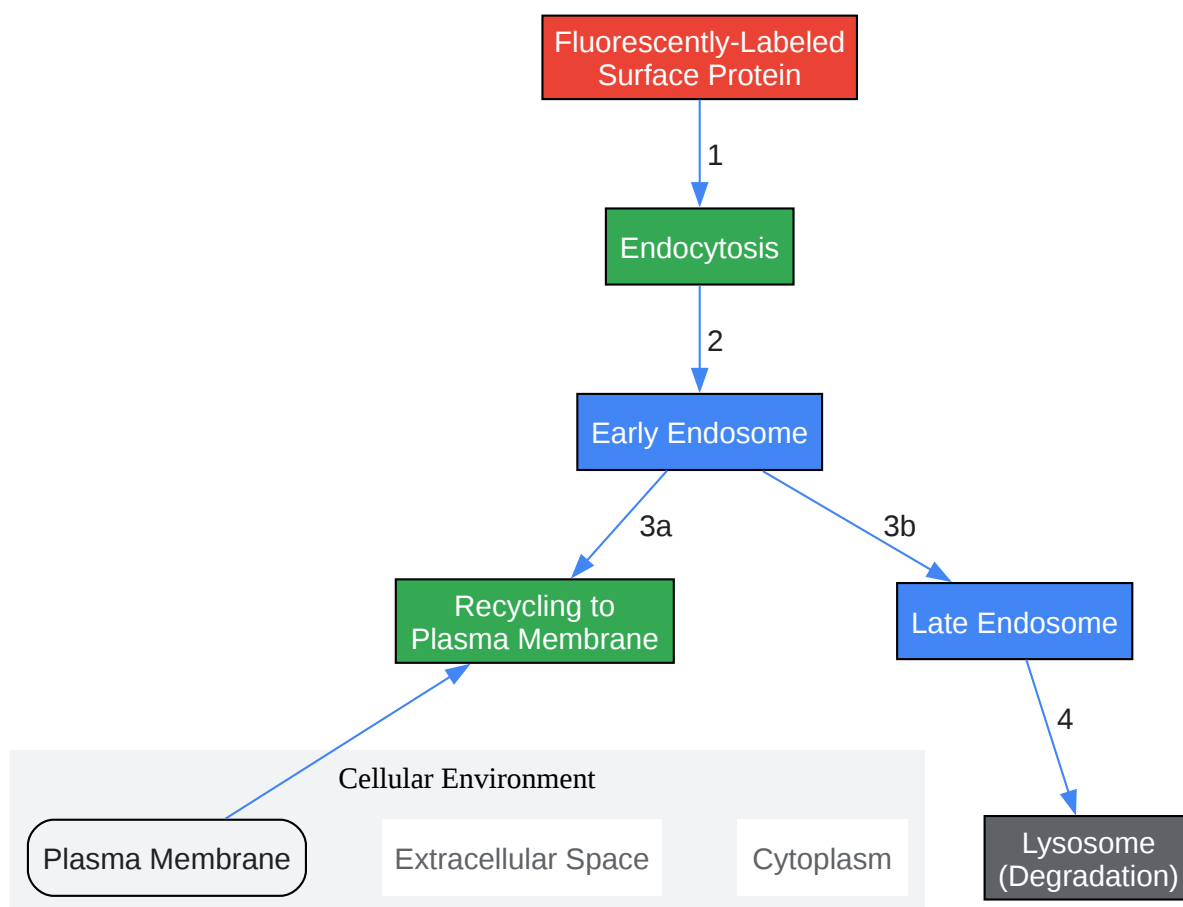 Fluorescently-Labeled
Surface Protein
1
Endocytosis
2
Early Endosome
3a
3b
Recycling to
Plasma Membrane
Late Endosome
4
Cellular Environment
Plasma Membrane
Extracellular Space
Cytoplasm
Lysosome
(Degradation)